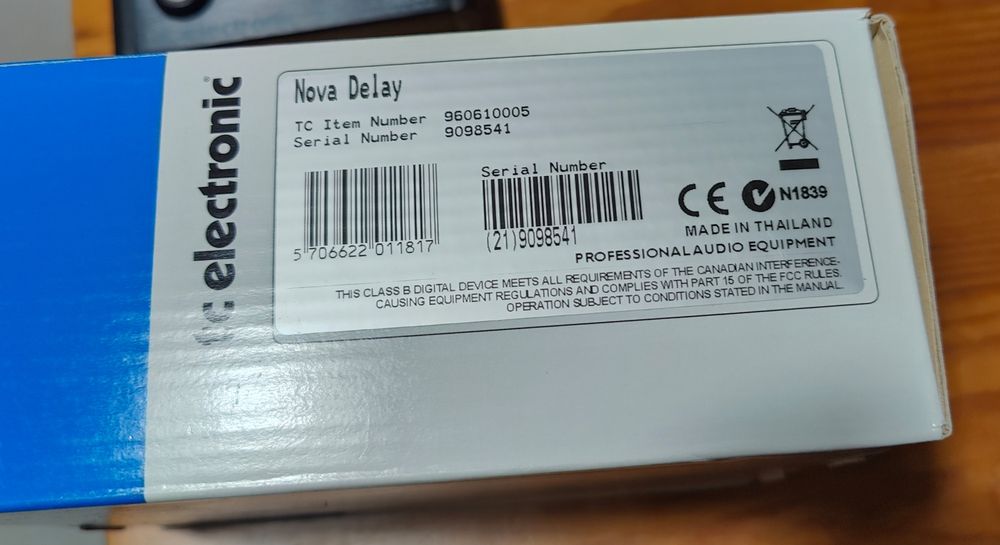 tc electronic
Nova Delay
TC Item Number 960610005
Serial Number 9098541
5 706622 011817
Serial Number
(21)9098541
CE N1839
MADE IN THAILAND
PROFESSIONAL AUDIO EQUIPMENT
THIS CLASS B DIGITAL DEVICE MEETS ALL REQUIREMENTS OF THE CANADIAN INTERFERENCE-
CAUSING EQUIPMENT REGULATIONS AND COMPLIES WITH PART 15 OF THE FCC RULES.
OPERATION SUBJECT TO CONDITIONS STATED IN THE MANUAL.